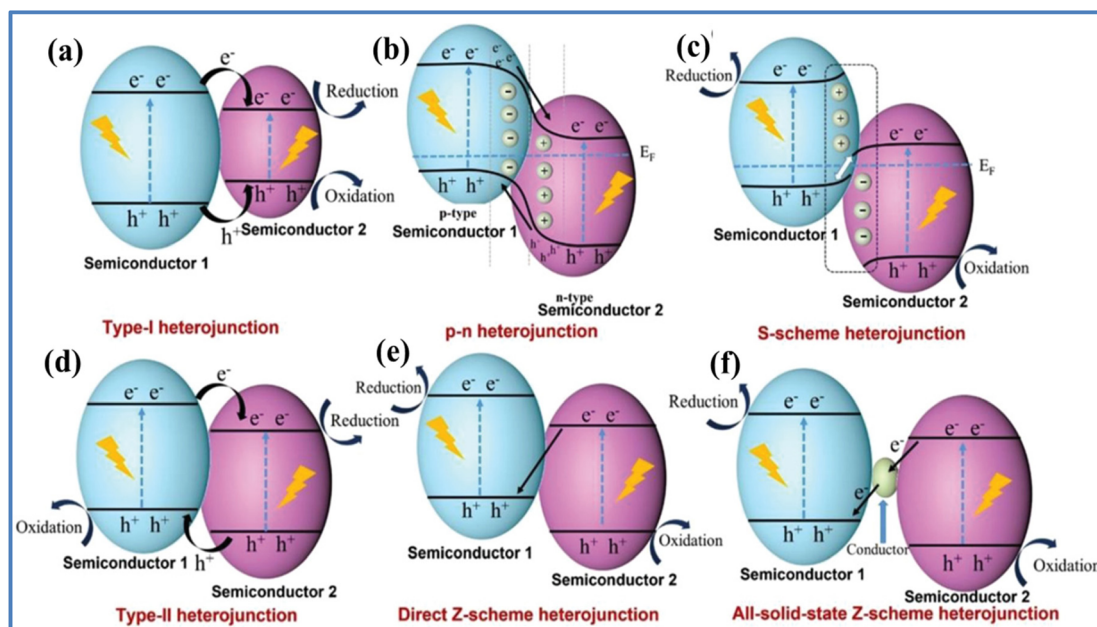 (a)
e⁻
e⁻ e⁻
e⁻ e⁻
Reduction
h⁺ h⁺
h⁺ h⁺
Oxidation
h⁺
Semiconductor 2
Semiconductor 1
Type-I heterojunction
(b)
e⁻ e⁻
e⁻
e⁻ e⁻
- - - -
e⁻ e⁻
+ + + +
E_F
h⁺ h⁺
p-type
Semiconductor 1
h⁺ h⁺
h⁺ h⁺
n-type
Semiconductor 2
p-n heterojunction
(c)
Reduction
e⁻ e⁻
+ + +
e⁻ e⁻
E_F
h⁺ h⁺
- - -
Semiconductor 1
h⁺ h⁺
Oxidation
Semiconductor 2
S-scheme heterojunction
(d)
e⁻
e⁻ e⁻
e⁻ e⁻
Reduction
Oxidation
h⁺ h⁺
h⁺ h⁺
Semiconductor 1
h⁺
Semiconductor 2
Type-II heterojunction
(e)
Reduction
e⁻ e⁻
e⁻ e⁻
h⁺ h⁺
h⁺ h⁺
Oxidation
Semiconductor 1
Semiconductor 2
Direct Z-scheme heterojunction
(f)
Reduction
e⁻ e⁻
e⁻ e⁻
e⁻
e⁻
h⁺ h⁺
Conductor
h⁺ h⁺
Oxidation
Semiconductor 1
Semiconductor 2
All-solid-state Z-scheme heterojunction